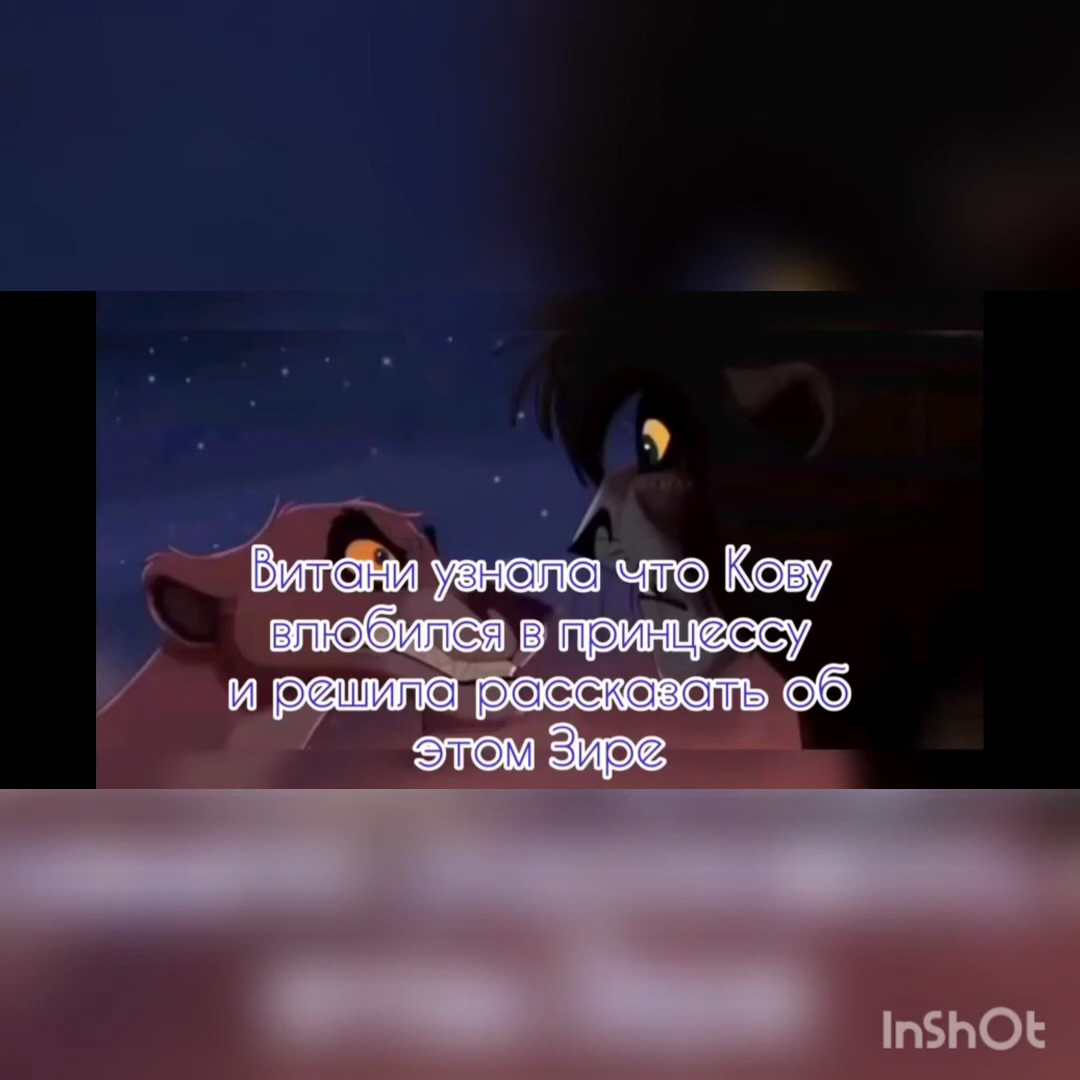 Витани узнала что Кову
влюбился в принцессу
и решила рассказать об
этом Зире
InShOt